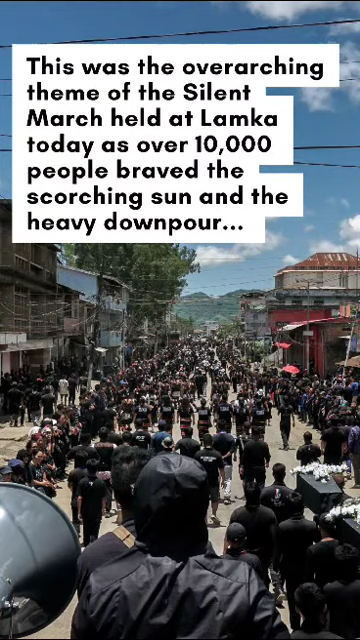 This was the overarching
theme of the Silent
March held at Lamka
today as over 10,000
people braved the
scorching sun and the
heavy downpour...